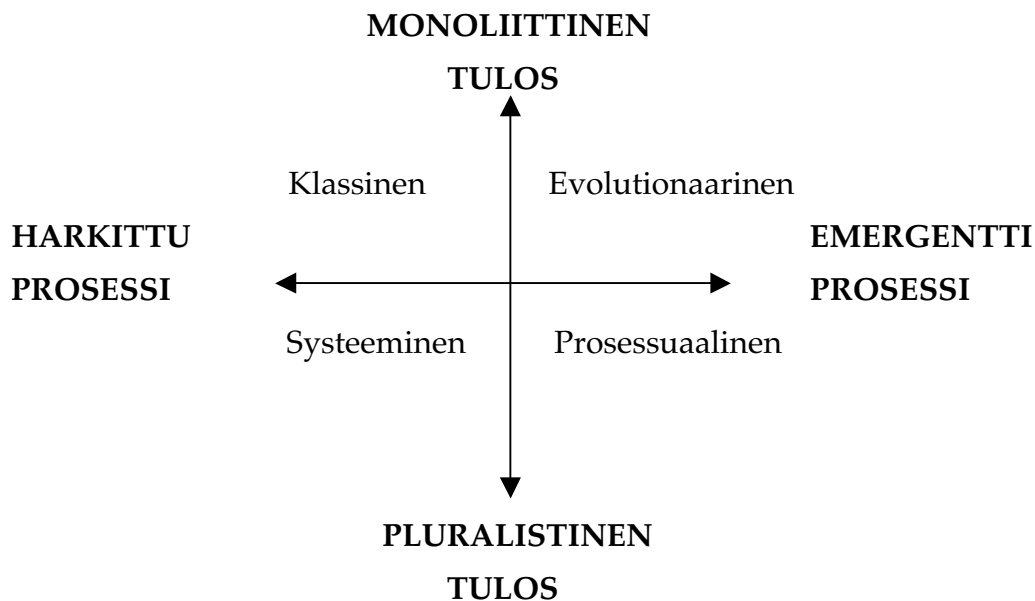 MONOLIITTINEN
TULOS
Klassinen
Evolutionaarinen
HARKITTU
PROSESSI
EMERGENTTI
PROSESSI
Systeeminen
Prosessuaalinen
PLURALISTINEN
TULOS